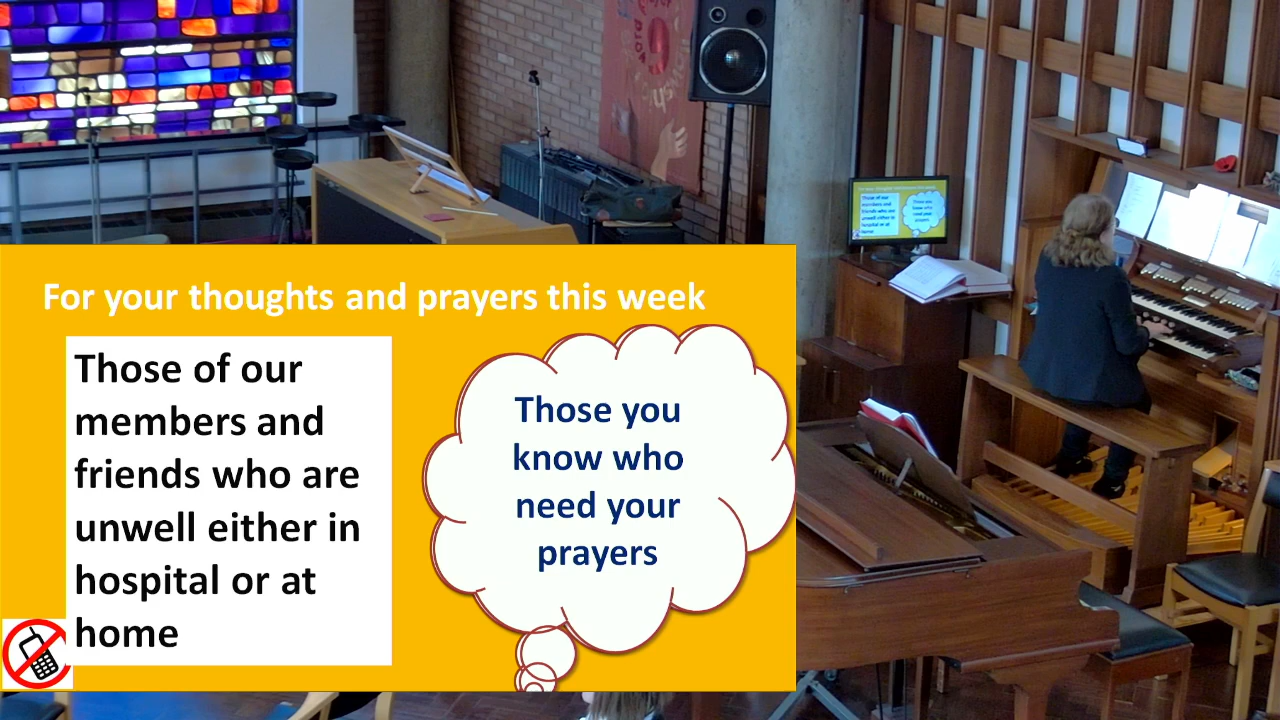 For your thoughts and prayers this week
Those of our
members and
friends who are
unwell either in
hospital or at
home
Those you
know who
need your
prayers